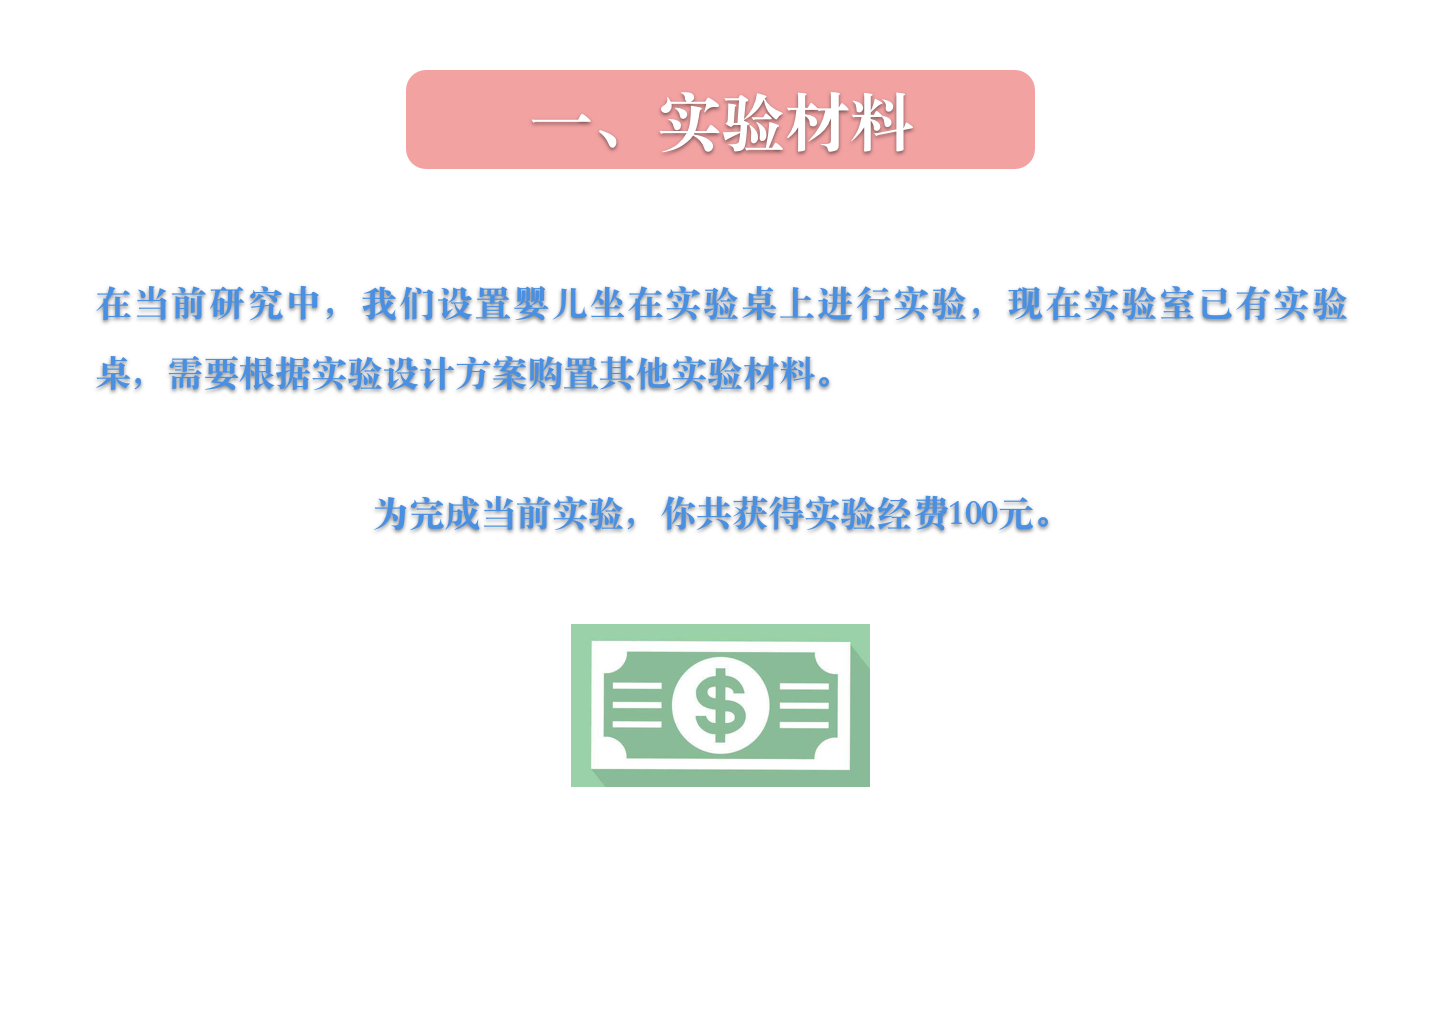 一、实验材料
在当前研究中，我们设置婴儿坐在实验桌上进行实验，现在实验室已有实验
桌，需要根据实验设计方案购置其他实验材料。
为完成当前实验，你共获得实验经费100元。
$